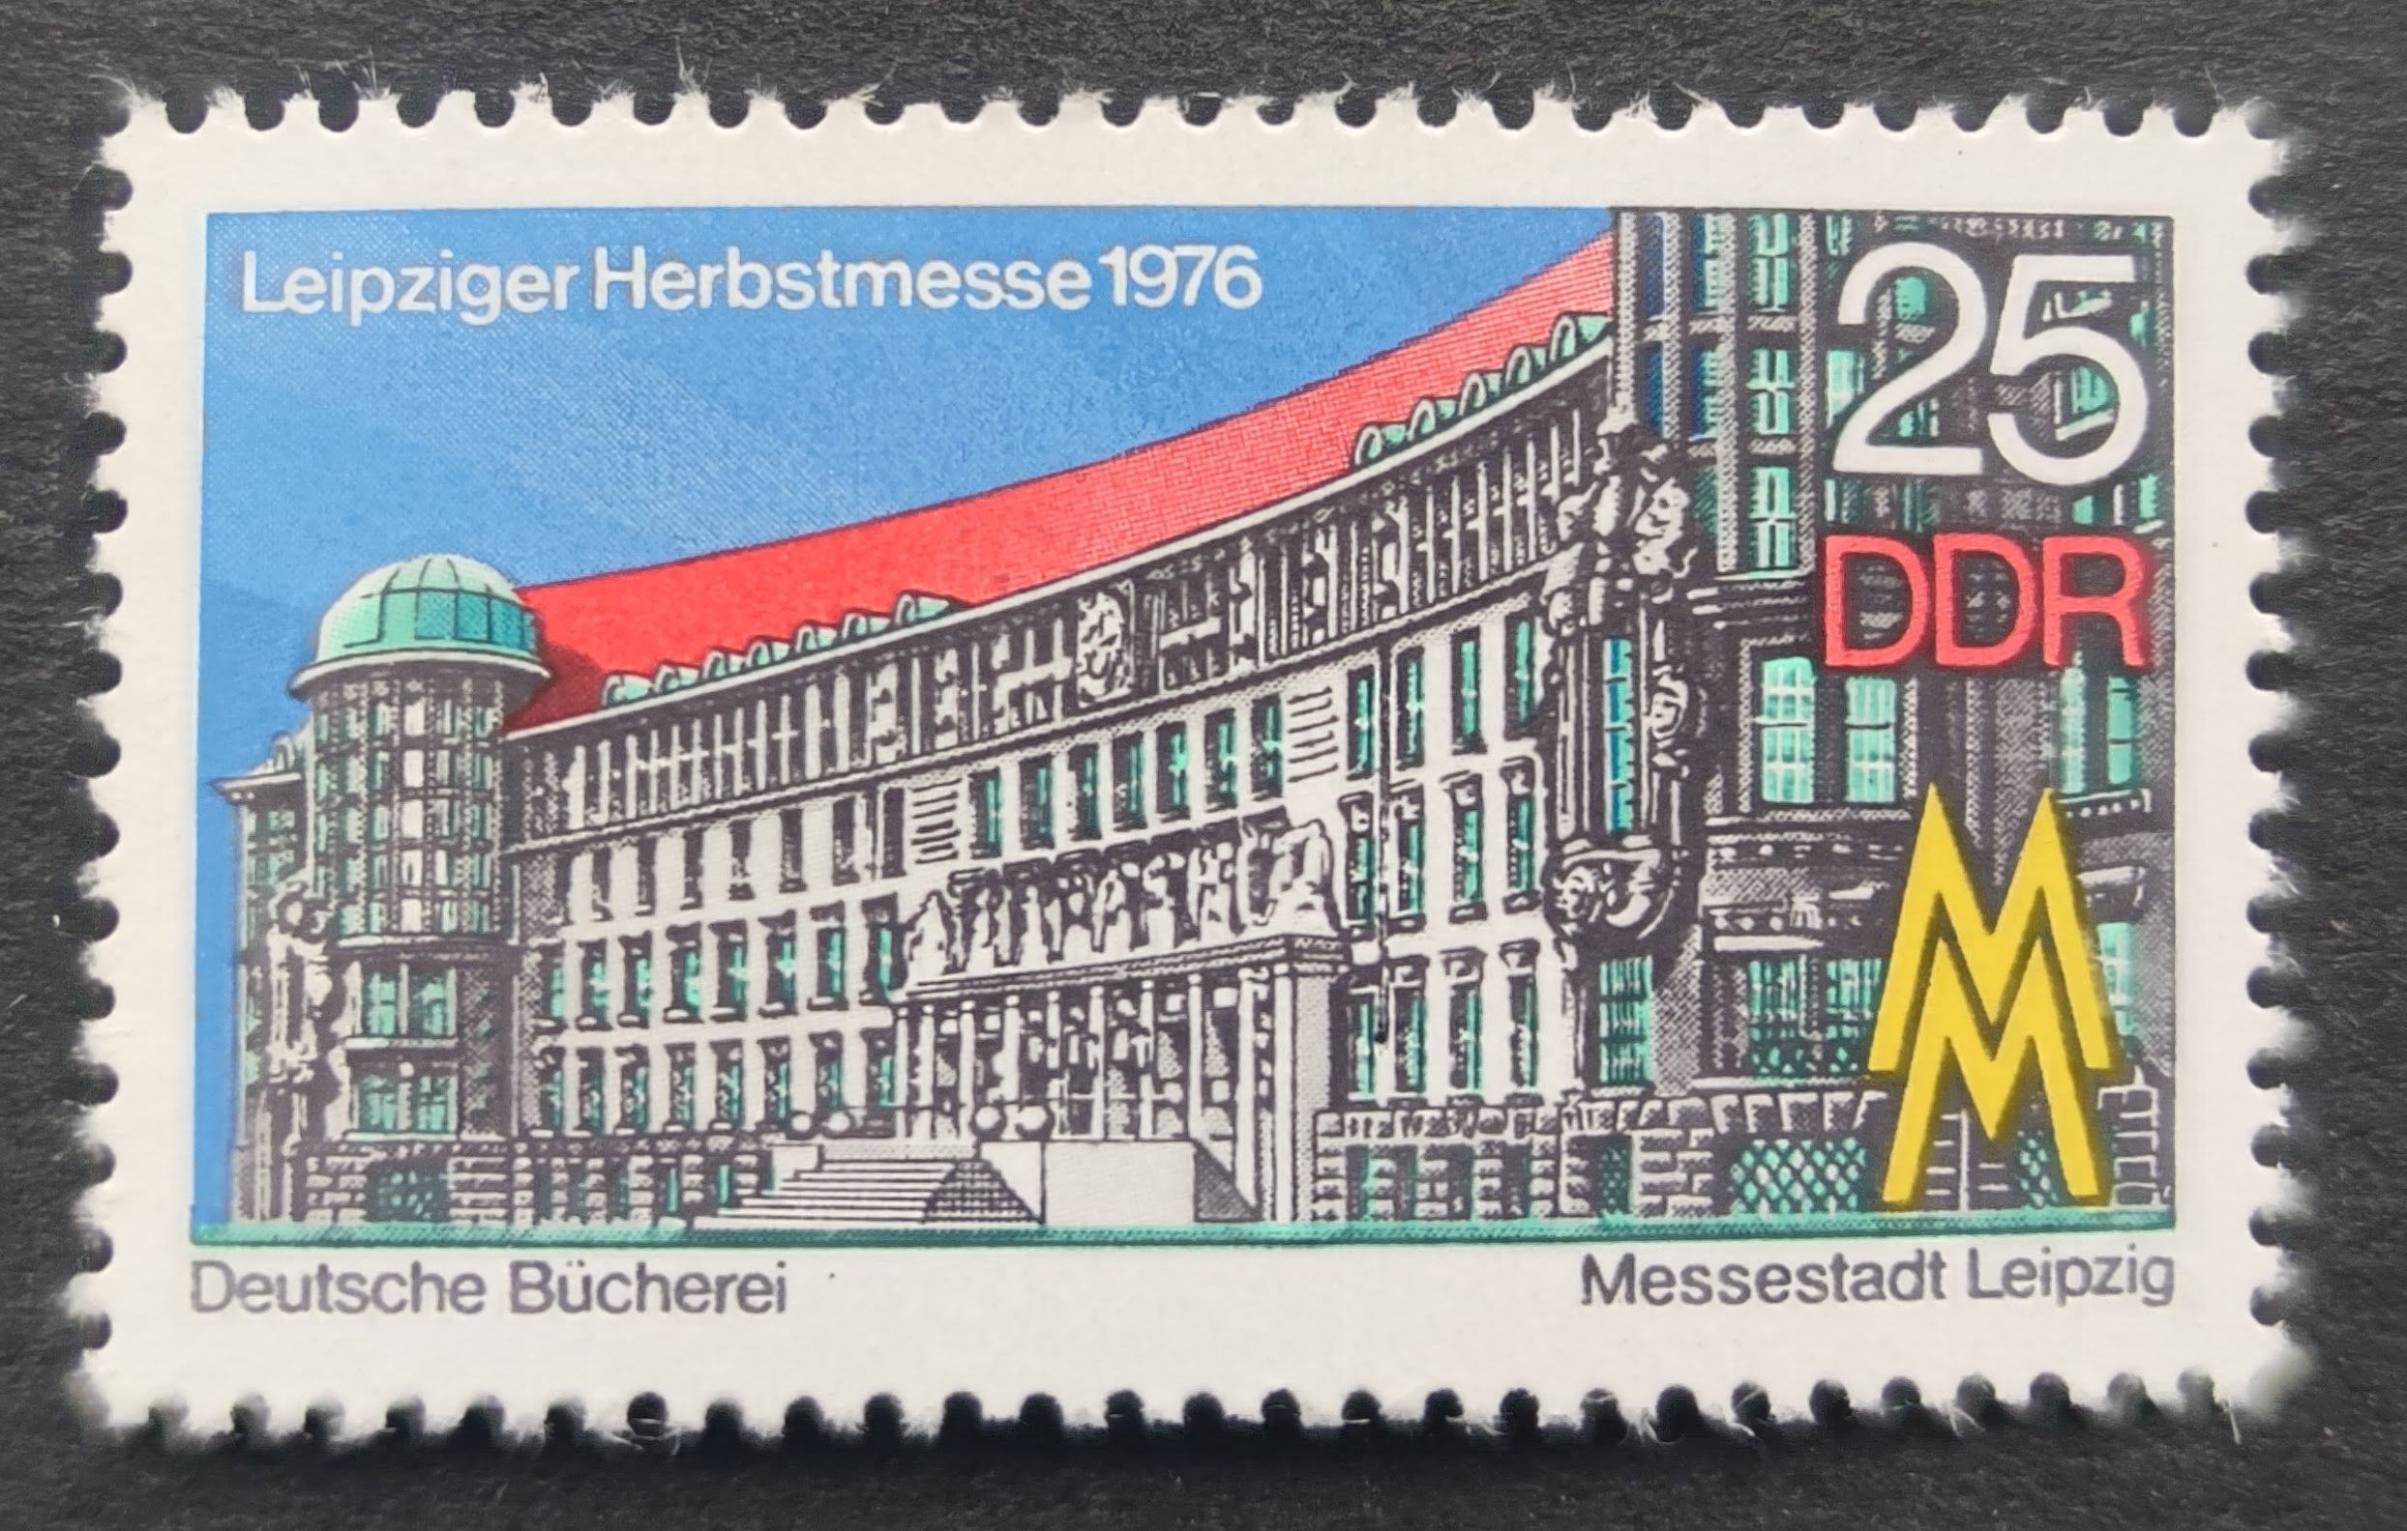 Leipziger Herbstmesse 1976
25
DDR
MM
Deutsche Bücherei
Messestadt Leipzig